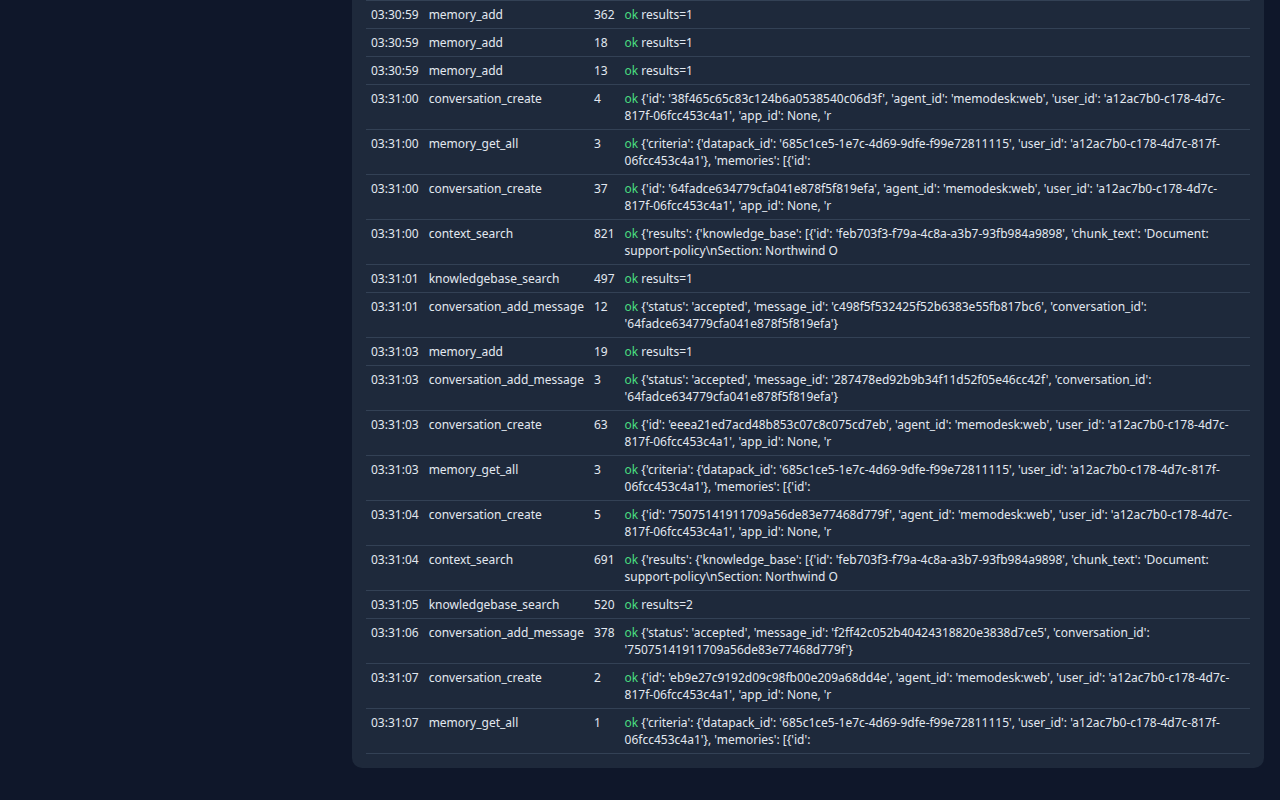 03:30:59 memory_add 362 ok results=1
03:30:59 memory_add 18 ok results=1
03:30:59 memory_add 13 ok results=1
03:31:00 conversation_create 4 ok {'id': '38f465c65c83c124b6a0538540c06d3f', 'agent_id': 'memodesk:web', 'user_id': 'a12ac7b0-c178-4d7c-
817f-06fcc453c4a1', 'app_id': None, 'r
03:31:00 memory_get_all 3 ok {'criteria': {'datapack_id': '685c1ce5-1e7c-4d69-9dfe-f99e72811115', 'user_id': 'a12ac7b0-c178-4d7c-817f-
06fcc453c4a1'}, 'memories': [{'id':
03:31:00 conversation_create 37 ok {'id': '64fadce634779cfa041e878f5f819efa', 'agent_id': 'memodesk:web', 'user_id': 'a12ac7b0-c178-4d7c-
817f-06fcc453c4a1', 'app_id': None, 'r
03:31:00 context_search 821 ok {'results': {'knowledge_base': [{'id': 'feb703f3-f79a-4c8a-a3b7-93fb984a9898', 'chunk_text': 'Document:
support-policy\nSection: Northwind O
03:31:01 knowledgebase_search 497 ok results=1
03:31:01 conversation_add_message 12 ok {'status': 'accepted', 'message_id': 'c498f5f532425f52b6383e55fb817bc6', 'conversation_id':
'64fadce634779cfa041e878f5f819efa'}
03:31:03 memory_add 19 ok results=1
03:31:03 conversation_add_message 3 ok {'status': 'accepted', 'message_id': '287478ed92b9b34f11d52f05e46cc42f', 'conversation_id':
'64fadce634779cfa041e878f5f819efa'}
03:31:03 conversation_create 63 ok {'id': 'eeea21ed7acd48b853c07c8c075cd7eb', 'agent_id': 'memodesk:web', 'user_id': 'a12ac7b0-c178-4d7c-
817f-06fcc453c4a1', 'app_id': None, 'r
03:31:03 memory_get_all 3 ok {'criteria': {'datapack_id': '685c1ce5-1e7c-4d69-9dfe-f99e72811115', 'user_id': 'a12ac7b0-c178-4d7c-817f-
06fcc453c4a1'}, 'memories': [{'id':
03:31:04 conversation_create 5 ok {'id': '75075141911709a56de83e77468d779f', 'agent_id': 'memodesk:web', 'user_id': 'a12ac7b0-c178-4d7c-
817f-06fcc453c4a1', 'app_id': None, 'r
03:31:04 context_search 691 ok {'results': {'knowledge_base': [{'id': 'feb703f3-f79a-4c8a-a3b7-93fb984a9898', 'chunk_text': 'Document:
support-policy\nSection: Northwind O
03:31:05 knowledgebase_search 520 ok results=2
03:31:06 conversation_add_message 378 ok {'status': 'accepted', 'message_id': 'f2ff42c052b40424318820e3838d7ce5', 'conversation_id':
'75075141911709a56de83e77468d779f'}
03:31:07 conversation_create 2 ok {'id': 'eb9e27c9192d09c98fb00e209a68dd4e', 'agent_id': 'memodesk:web', 'user_id': 'a12ac7b0-c178-4d7c-
817f-06fcc453c4a1', 'app_id': None, 'r
03:31:07 memory_get_all 1 ok {'criteria': {'datapack_id': '685c1ce5-1e7c-4d69-9dfe-f99e72811115', 'user_id': 'a12ac7b0-c178-4d7c-817f-
06fcc453c4a1'}, 'memories': [{'id':